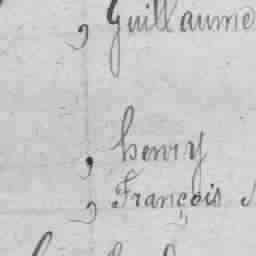 , Guillaume
, henry
, François